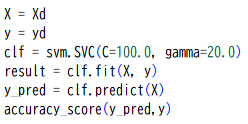 X = Xd
y = yd
clf = svm.SVC(C=100.0, gamma=20.0)
result = clf.fit(X, y)
y_pred = clf.predict(X)
accuracy_score(y_pred,y)